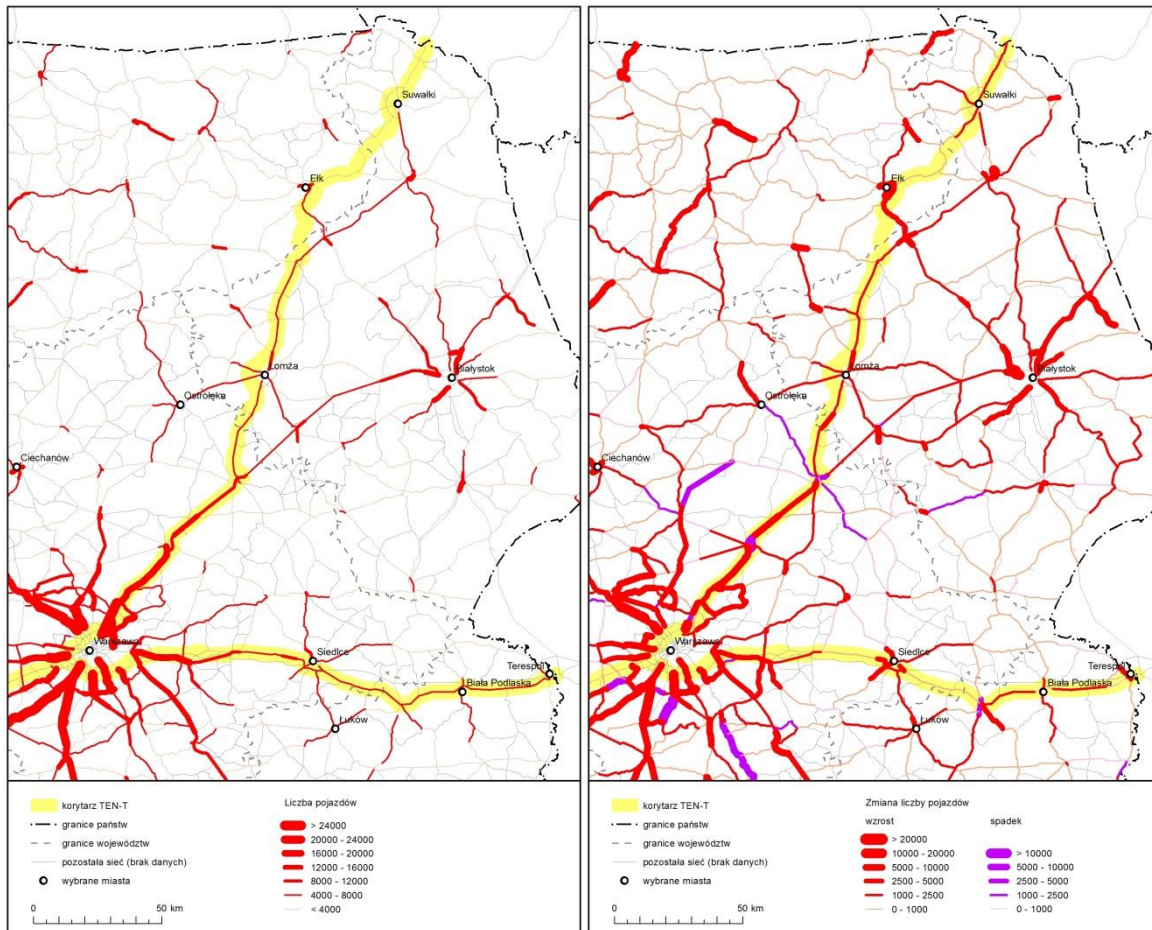 Suwałki
Ełk
Łomża
Białystok
Ostrołęka
Ciechanów
Warszawa
Siedlce
Terespol
Biała Podlaska
Łuków
korytarz TEN-T
granice państw
granice województw
pozostała sieć (brak danych)
wybrane miasta
0 50 km
Liczba pojazdów
> 24000
20000 - 24000
16000 - 20000
12000 - 16000
8000 - 12000
4000 - 8000
< 4000
Suwałki
Ełk
Łomża
Białystok
Ostrołęka
Ciechanów
Warszawa
Siedlce
Terespol
Biała Podlaska
Łuków
korytarz TEN-T
granice państw
granice województw
pozostała sieć (brak danych)
wybrane miasta
0 50 km
Zmiana liczby pojazdów
wzrost spadek
> 20000
10000 - 20000 > 10000
5000 - 10000 5000 - 10000
2500 - 5000 2500 - 5000
1000 - 2500 1000 - 2500
0 - 1000 0 - 1000